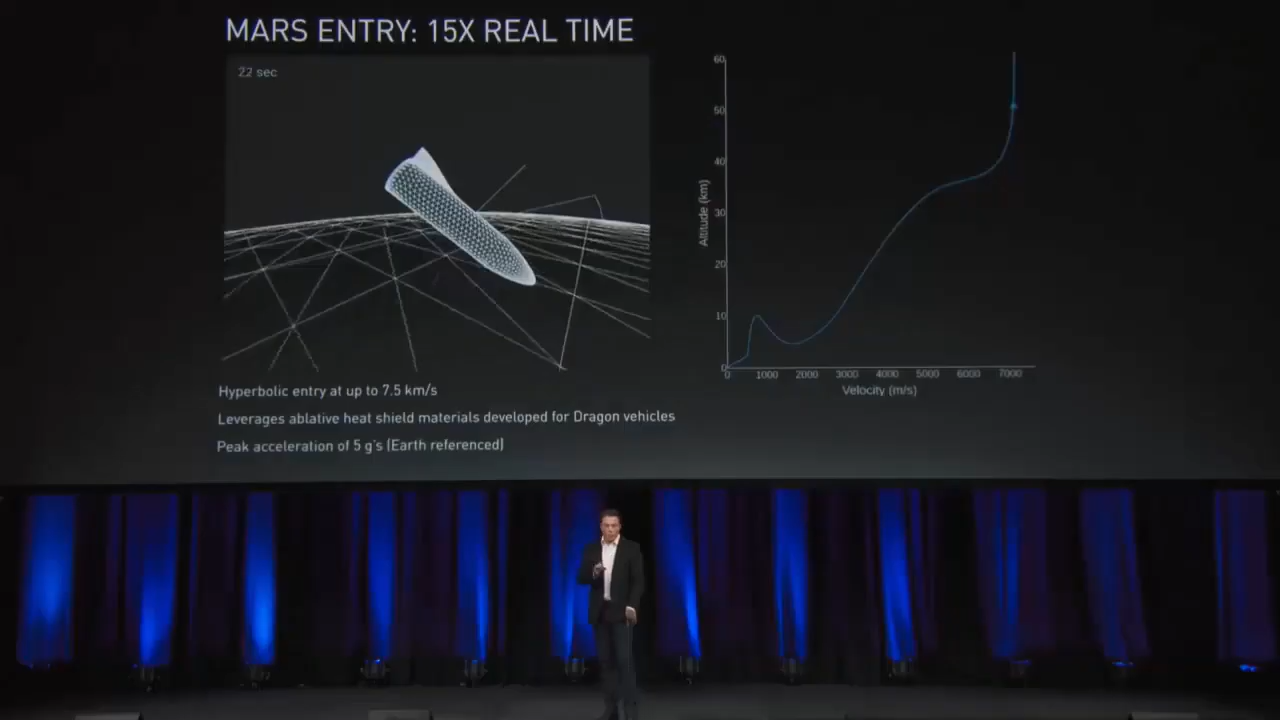 MARS ENTRY: 15X REAL TIME
22 sec
60
50
40
30
20
10
0
Altitude (km)
0 1000 2000 3000 4000 5000 6000 7000
Velocity (m/s)
Hyperbolic entry at up to 7.5 km/s
Leverages ablative heat shield materials developed for Dragon vehicles
Peak acceleration of 5 g's (Earth referenced)